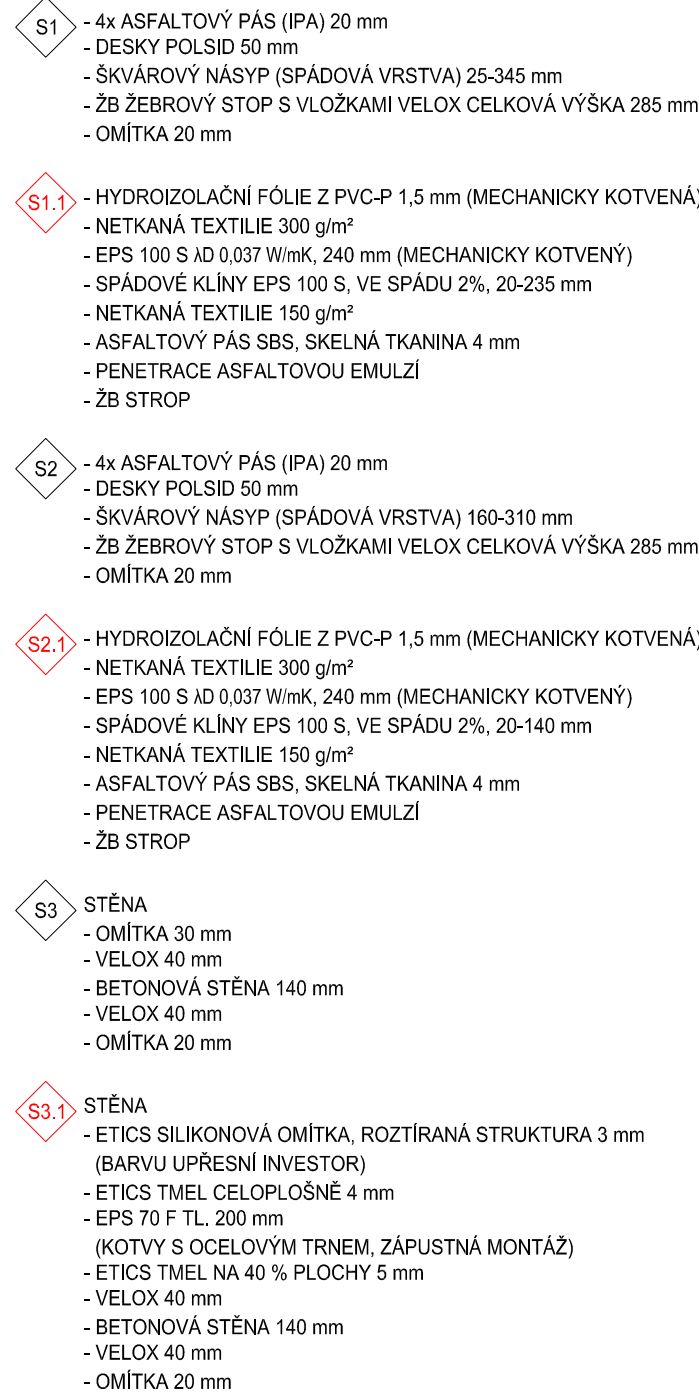 S1
- 4x ASFALTOVÝ PÁS (IPA) 20 mm
- DESKY POLSID 50 mm
- ŠKVÁROVÝ NÁSYP (SPÁDOVÁ VRSTVA) 25-345 mm
- ŽB ŽEBROVÝ STOP S VLOŽKAMI VELOX CELKOVÁ VÝŠKA 285 mm
- OMÍTKA 20 mm
S1.1
- HYDROIZOLAČNÍ FÓLIE Z PVC-P 1,5 mm (MECHANICKY KOTVENÁ)
- NETKANÁ TEXTILIE 300 g/m²
- EPS 100 S λD 0,037 W/mK, 240 mm (MECHANICKY KOTVENÝ)
- SPÁDOVÉ KLÍNY EPS 100 S, VE SPÁDU 2%, 20-235 mm
- NETKANÁ TEXTILIE 150 g/m²
- ASFALTOVÝ PÁS SBS, SKELNÁ TKANINA 4 mm
- PENETRACE ASFALTOVOU EMULZÍ
- ŽB STROP
S2
- 4x ASFALTOVÝ PÁS (IPA) 20 mm
- DESKY POLSID 50 mm
- ŠKVÁROVÝ NÁSYP (SPÁDOVÁ VRSTVA) 160-310 mm
- ŽB ŽEBROVÝ STOP S VLOŽKAMI VELOX CELKOVÁ VÝŠKA 285 mm
- OMÍTKA 20 mm
S2.1
- HYDROIZOLAČNÍ FÓLIE Z PVC-P 1,5 mm (MECHANICKY KOTVENÁ)
- NETKANÁ TEXTILIE 300 g/m²
- EPS 100 S λD 0,037 W/mK, 240 mm (MECHANICKY KOTVENÝ)
- SPÁDOVÉ KLÍNY EPS 100 S, VE SPÁDU 2%, 20-140 mm
- NETKANÁ TEXTILIE 150 g/m²
- ASFALTOVÝ PÁS SBS, SKELNÁ TKANINA 4 mm
- PENETRACE ASFALTOVOU EMULZÍ
- ŽB STROP
S3
STĚNA
- OMÍTKA 30 mm
- VELOX 40 mm
- BETONOVÁ STĚNA 140 mm
- VELOX 40 mm
- OMÍTKA 20 mm
S3.1
STĚNA
- ETICS SILIKONOVÁ OMÍTKA, ROZTÍRANÁ STRUKTURA 3 mm
(BARVU UPŘESNÍ INVESTOR)
- ETICS TMEL CELOPLOŠNĚ 4 mm
- EPS 70 F TL. 200 mm
(KOTVY S OCELOVÝM TRNEM, ZÁPUSTNÁ MONTÁŽ)
- ETICS TMEL NA 40 % PLOCHY 5 mm
- VELOX 40 mm
- BETONOVÁ STĚNA 140 mm
- VELOX 40 mm
- OMÍTKA 20 mm